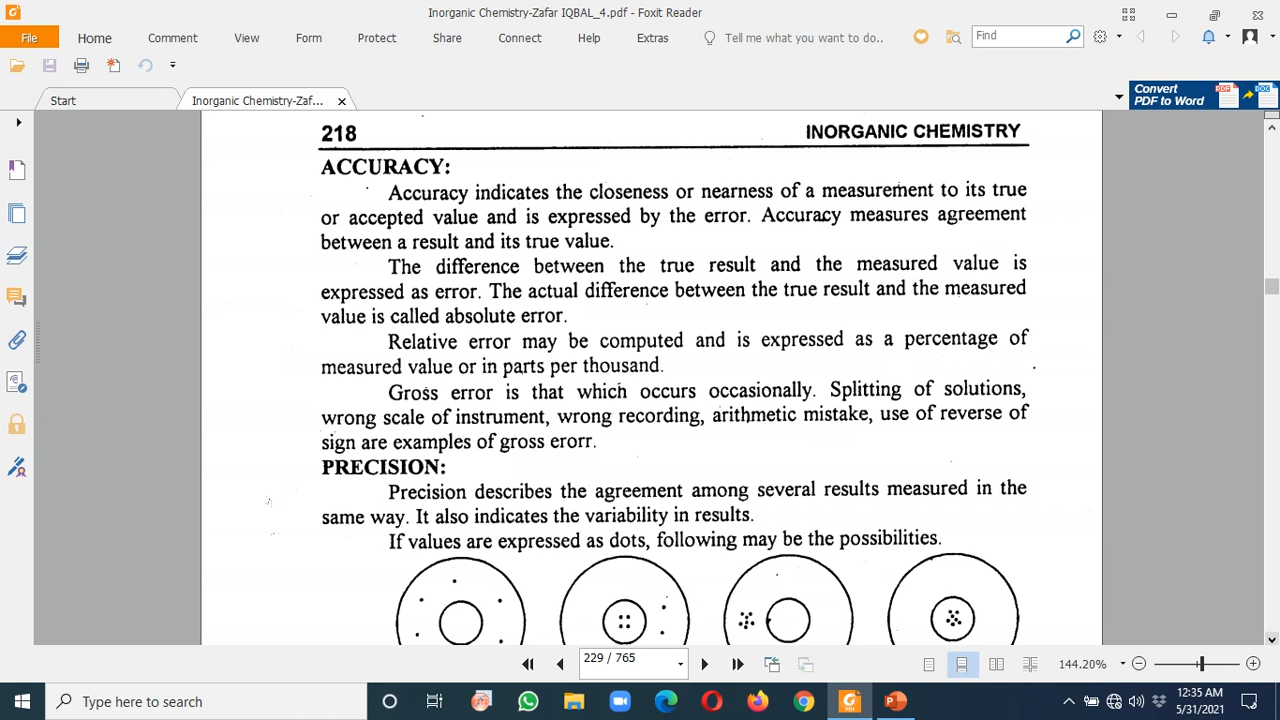 Inorganic Chemistry-Zafar IQBAL_4.pdf - Foxit Reader
File Home Comment View Form Protect Share Connect Help Extras Tell me what you want to do.. Find
Start Inorganic Chemistry-Zaf... Convert
PDF to Word
218 INORGANIC CHEMISTRY
ACCURACY:
Accuracy indicates the closeness or nearness of a measurement to its true
or accepted value and is expressed by the error. Accuracy measures agreement
between a result and its true value.
The difference between the true result and the measured value is
expressed as error. The actual difference between the true result and the measured
value is called absolute error.
Relative error may be computed and is expressed as a percentage of
measured value or in parts per thousand.
Gross error is that which occurs occasionally. Splitting of solutions,
wrong scale of instrument, wrong recording, arithmetic mistake, use of reverse of
sign are examples of gross erorr.
PRECISION:
Precision describes the agreement among several results measured in the
same way. It also indicates the variability in results.
If values are expressed as dots, following may be the possibilities.
229 / 765 144.20%
Type here to search 12:35 AM
5/31/2021